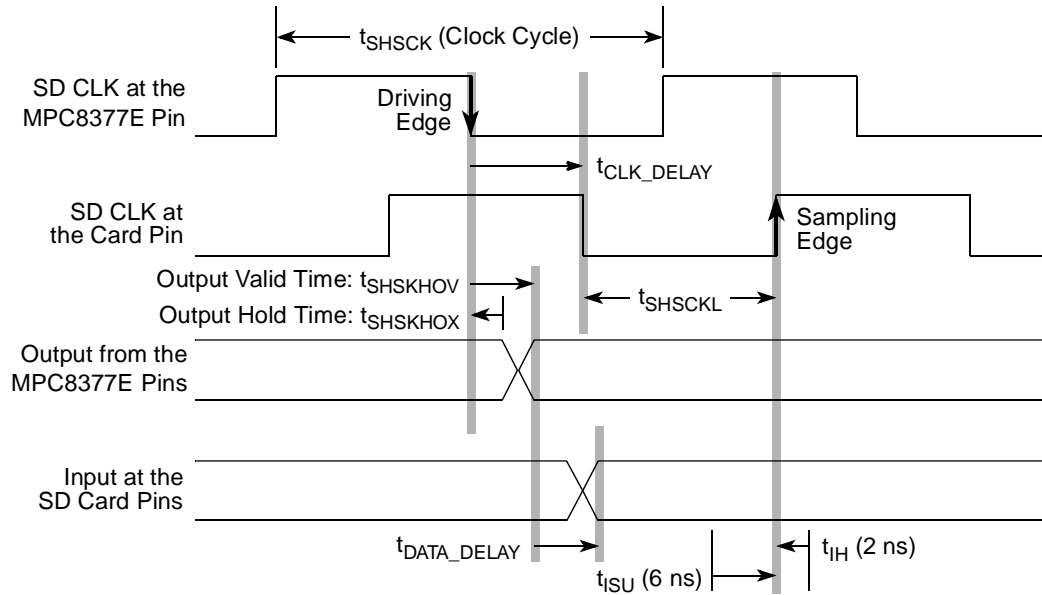 tSHSCK (Clock Cycle)
SD CLK at the
MPC8377E Pin
Driving
Edge
tCLK_DELAY
SD CLK at
the Card Pin
Sampling
Edge
Output Valid Time: tSHSKHOV
tSHSCKL
Output Hold Time: tSHSKHOX
Output from the
MPC8377E Pins
Input at the
SD Card Pins
tDATA_DELAY
tIH (2 ns)
tISU (6 ns)